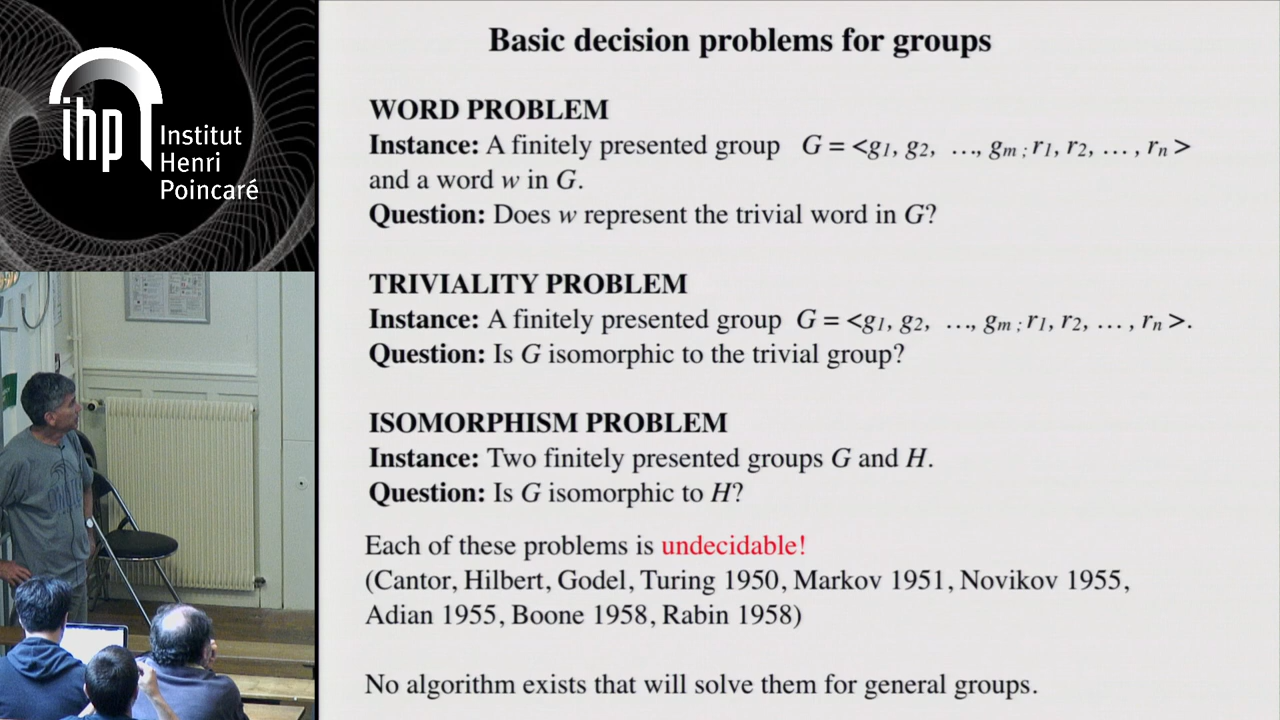 ihp Institut
Henri
Poincaré
Basic decision problems for groups
WORD PROBLEM
Instance: A finitely presented group G = <g1, g2, ..., gm ; r1, r2, ... , rn >
and a word w in G.
Question: Does w represent the trivial word in G?
TRIVIALITY PROBLEM
Instance: A finitely presented group G = <g1, g2, ..., gm ; r1, r2, ... , rn >.
Question: Is G isomorphic to the trivial group?
ISOMORPHISM PROBLEM
Instance: Two finitely presented groups G and H.
Question: Is G isomorphic to H?
Each of these problems is undecidable!
(Cantor, Hilbert, Godel, Turing 1950, Markov 1951, Novikov 1955,
Adian 1955, Boone 1958, Rabin 1958)
No algorithm exists that will solve them for general groups.